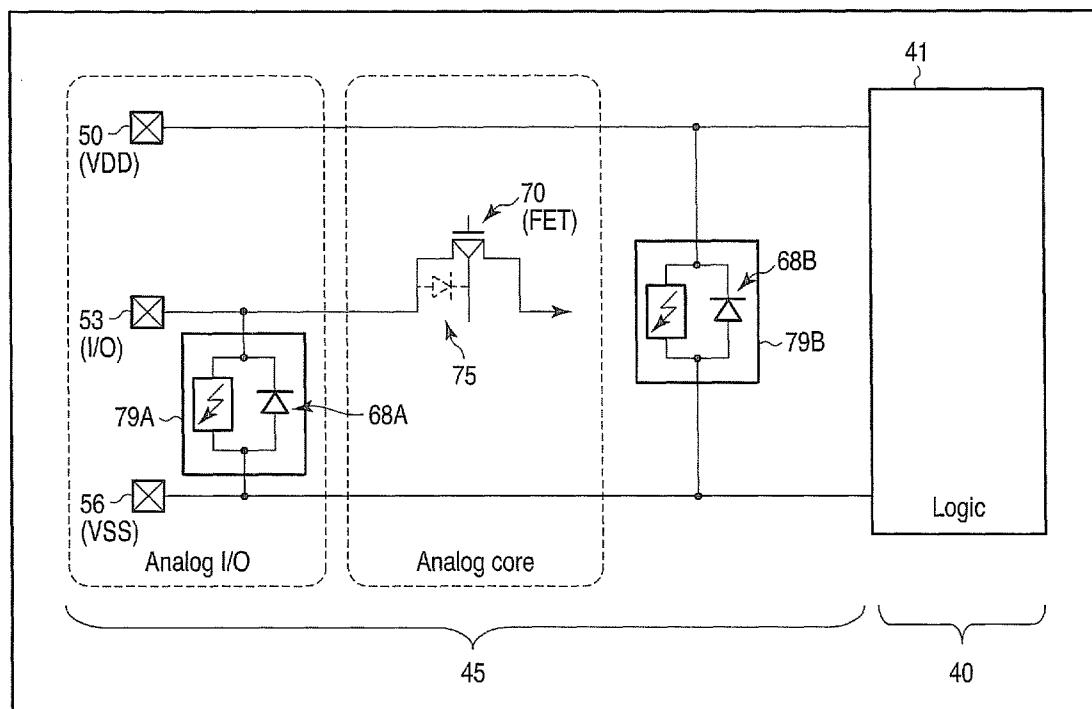 41
50
(VDD)
70
(FET)
68B
53
(I/O)
75
79B
79A
68A
56
(VSS)
Logic
Analog I/O
Analog core
45
40